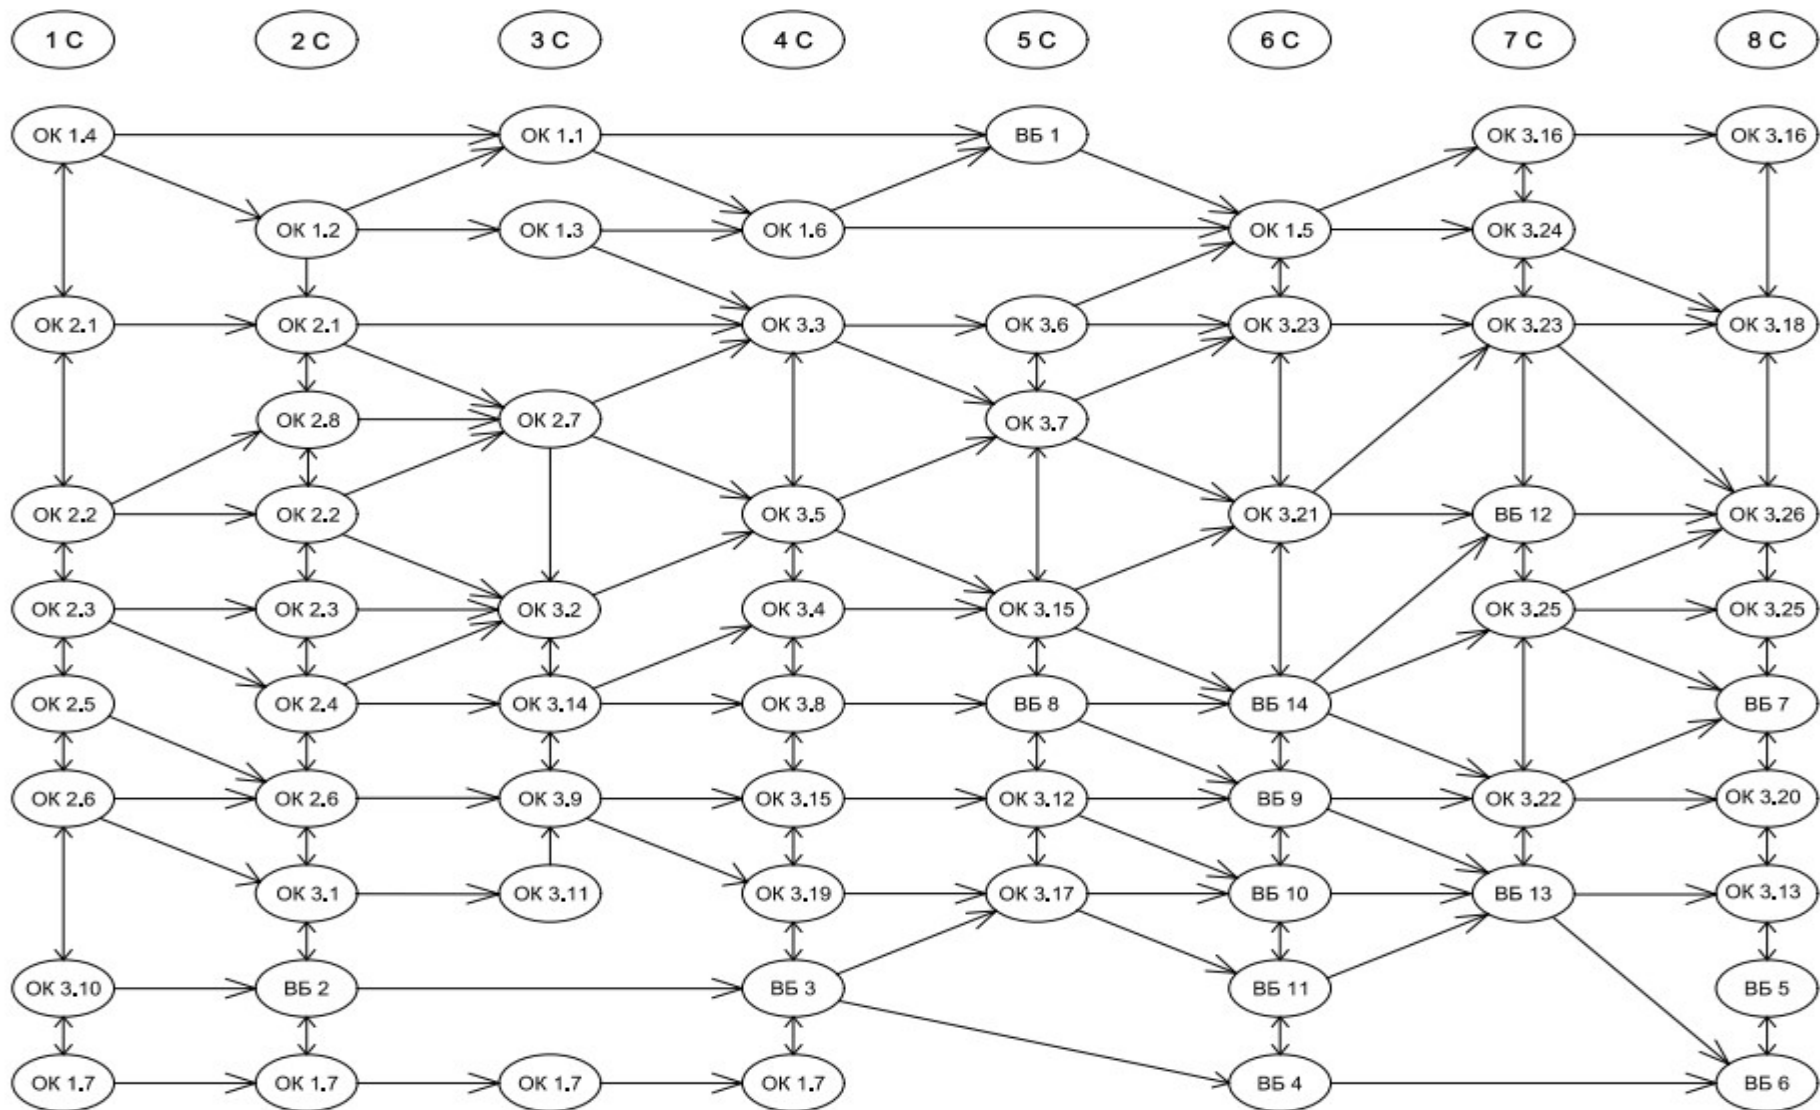 1 С 2 С 3 С 4 С 5 С 6 С 7 С 8 С
ОК 1.4 ОК 1.1 ВБ 1 ОК 3.16 ОК 3.16
ОК 1.2 ОК 1.3 ОК 1.6 ОК 1.5 ОК 3.24
ОК 2.1 ОК 2.1 ОК 3.3 ОК 3.6 ОК 3.23 ОК 3.23 ОК 3.18
ОК 2.8 ОК 2.7 ОК 3.7
ОК 2.2 ОК 2.2 ОК 3.5 ОК 3.21 ВБ 12 ОК 3.26
ОК 2.3 ОК 2.3 ОК 3.2 ОК 3.4 ОК 3.15 ОК 3.25 ОК 3.25
ОК 2.5 ОК 2.4 ОК 3.14 ОК 3.8 ВБ 8 ВБ 14 ВБ 7
ОК 2.6 ОК 2.6 ОК 3.9 ОК 3.15 ОК 3.12 ВБ 9 ОК 3.22 ОК 3.20
ОК 3.1 ОК 3.11 ОК 3.19 ОК 3.17 ВБ 10 ВБ 13 ОК 3.13
ОК 3.10 ВБ 2 ВБ 3 ВБ 11 ВБ 5
ОК 1.7 ОК 1.7 ОК 1.7 ОК 1.7 ВБ 4 ВБ 6